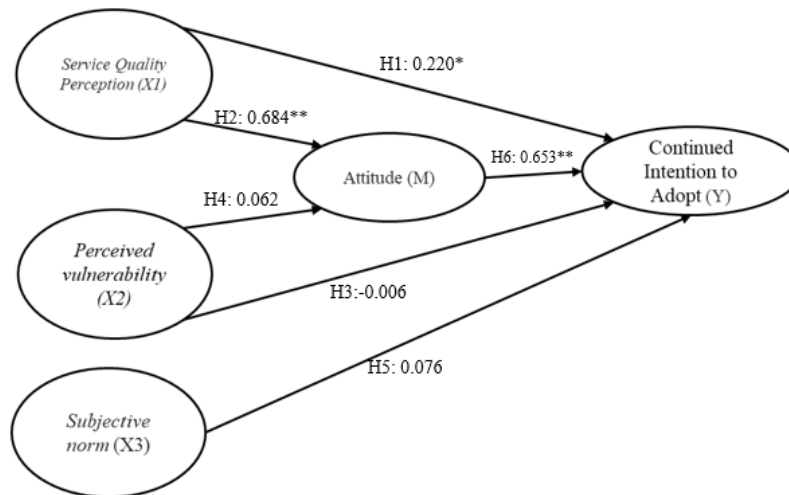 Service Quality
Perception (X1)
H1: 0.220*
H2: 0.684**
Attitude (M)
H6: 0.653**
Continued
Intention to
Adopt (Y)
H4: 0.062
Perceived
vulnerability
(X2)
H3:-0.006
H5: 0.076
Subjective
norm (X3)